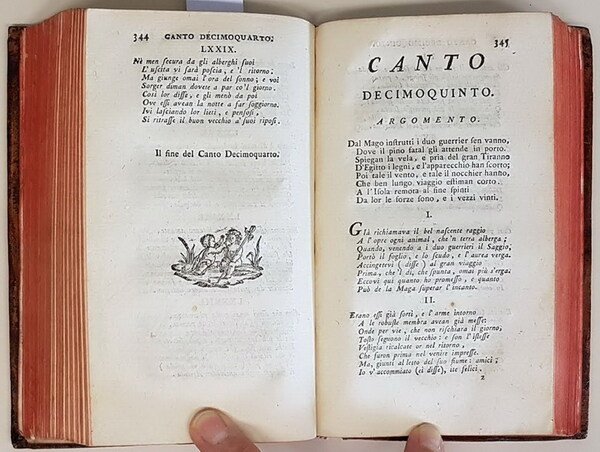 344 CANTO DECIMOQUARTO.
LXXIX.
Nè men secura da gli alberghi suoi
L'uscita vi sarà poscia, e 'l ritorno.
Ma giunge omai l'ora del sonno; e voi
Sorger diman dovete a par co'l giorno.
Così lor disse, e gli menò da poi
Ove essi avean la notte a far soggiorno.
Ivi lasciando lor lieti, e pensosi,
Si ritrasse il buon vecchio a' suoi riposi.
Il fine del Canto Decimoquarto.
345
CANTO
DECIMOQUINTO.
ARGOMENTO.
Dal Mago instrutti i duo guerrier sen vanno,
Dove il pino fatal gli attende in porto.
Spiegan la vela, e pria del gran Tiranno
D'Egitto i legni, e l'apparecchio han scorto;
Poi tale il vento, e tale il nocchier hanno,
Che ben lungo viaggio estiman corto.
A l'Isola remota al fine spinti
Da lor le forze sono, e i vezzi vinti.
I.
Già richiamava il bel nascente raggio
A l'opre ogni animal, che 'n terra alberga;
Quando, venendo a i duo guerrieri il Saggio,
Portò il foglio, e lo scudo, e l'aurea verga.
Accingetevi (disse) al gran viaggio
Prima, che 'l dì, che spunta, omai più s'erga.
Eccovi quì quanto ho promesso, e quanto
Può de la Maga superar l'incanto.
II.
Erano essi già sorti, e l'arme intorno
A le robuste membra avean già messe:
Onde per vie, che non rischiara il giorno,
Tosto seguono il vecchio: e son l'istesse
Vestigia ricalcate or nel ritorno,
Che furon prima nel venire impresse.
Ma, giunti al letto del suo fiume: amici;
Io v'accommiato (ei disse), ite felici.
2